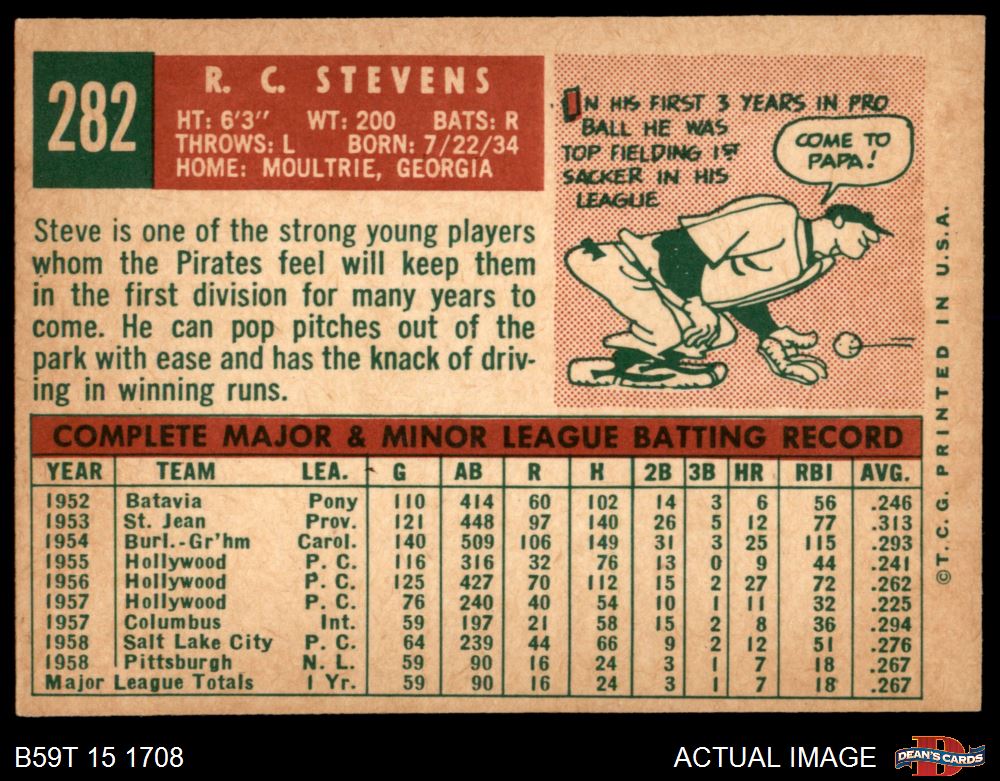 282
R. C. STEVENS
HT: 6'3" WT: 200 BATS: R
THROWS: L BORN: 7/22/34
HOME: MOULTRIE, GEORGIA
IN HIS FIRST 3 YEARS IN PRO
BALL HE WAS
TOP FIELDING 1ST
SACKER IN HIS
LEAGUE
COME TO
PAPA!
Steve is one of the strong young players
whom the Pirates feel will keep them
in the first division for many years to
come. He can pop pitches out of the
park with ease and has the knack of driv-
ing in winning runs.
COMPLETE MAJOR & MINOR LEAGUE BATTING RECORD
YEAR TEAM LEA. G AB R H 2B 3B HR RBI AVG.
1952 Batavia Pony 110 414 60 102 14 3 6 56 .246
1953 St. Jean Prov. 121 448 97 140 26 5 12 77 .313
1954 Burl.-Gr'hm Carol. 140 509 106 149 31 3 25 115 .293
1955 Hollywood P. C. 116 316 32 76 13 0 9 44 .241
1956 Hollywood P. C. 125 427 70 112 15 2 27 72 .262
1957 Hollywood P. C. 76 240 40 54 10 1 11 32 .225
1957 Columbus Int. 59 197 21 58 15 2 8 36 .294
1958 Salt Lake City P. C. 64 239 44 66 9 2 12 51 .276
1958 Pittsburgh N. L. 59 90 16 24 3 1 7 18 .267
Major League Totals 1 Yr. 59 90 16 24 3 1 7 18 .267
© T. C. G. PRINTED IN U.S.A.
B59T 15 1708
ACTUAL IMAGE
D
DEAN'S CARDS